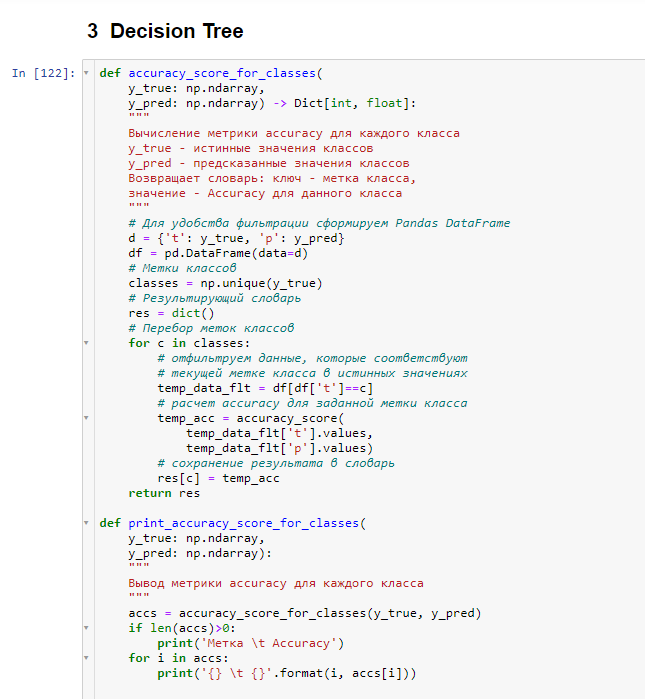 3 Decision Tree
In [122]:
def accuracy_score_for_classes(
    y_true: np.ndarray,
    y_pred: np.ndarray) -> Dict[int, float]:
    """
    Вычисление метрики accuracy для каждого класса
    y_true - истинные значения классов
    y_pred - предсказанные значения классов
    Возвращает словарь: ключ - метка класса,
    значение - Accuracy для данного класса
    """
    # Для удобства фильтрации сформируем Pandas DataFrame
    d = {'t': y_true, 'p': y_pred}
    df = pd.DataFrame(data=d)
    # Метки классов
    classes = np.unique(y_true)
    # Результирующий словарь
    res = dict()
    # Перебор меток классов
    for c in classes:
        # отфильтруем данные, которые соответствуют
        # текущей метке класса в истинных значениях
        temp_data_flt = df[df['t']==c]
        # расчет accuracy для заданной метки класса
        temp_acc = accuracy_score(
            temp_data_flt['t'].values,
            temp_data_flt['p'].values)
        # сохранение результата в словарь
        res[c] = temp_acc
    return res
def print_accuracy_score_for_classes(
    y_true: np.ndarray,
    y_pred: np.ndarray):
    """
    Вывод метрики accuracy для каждого класса
    """
    accs = accuracy_score_for_classes(y_true, y_pred)
    if len(accs)>0:
        print('Метка \t Accuracy')
    for i in accs:
        print('{} \t {}'.format(i, accs[i]))